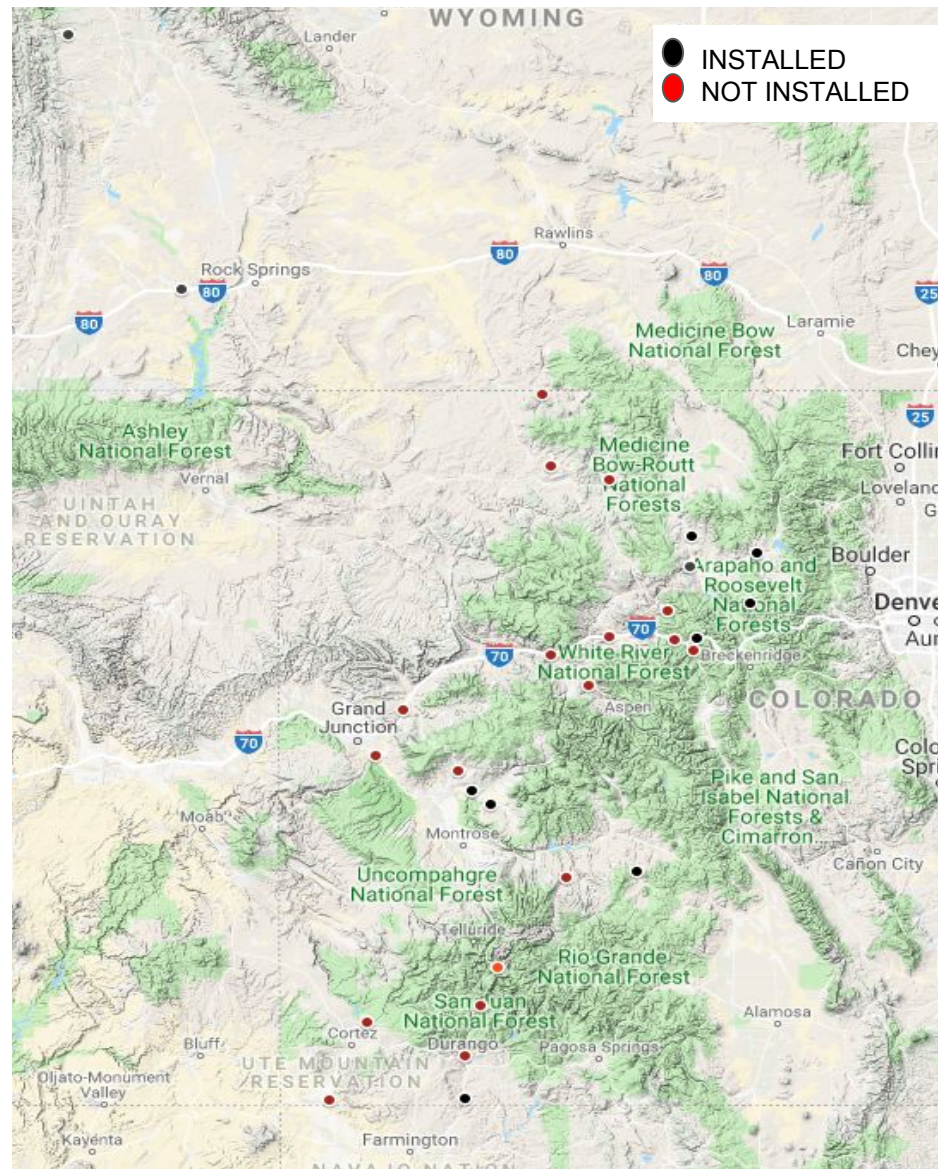 WYOMING
Lander
INSTALLED
NOT INSTALLED
Rawlins
80
Rock Springs
80
80
25
80
Laramie
Medicine Bow
National Forest
Chey
25
Ashley
National Forest
Medicine
Bow-Routt
National
Forests
Fort Collin
Vernal
Loveland
G
UINTAH
AND OURAY
RESERVATION
Boulder
Arapaho and
Roosevelt
National
Forests
Denve
Au
70
70
White River
National Forest
Breckenridge
Aspen
COLORADO
Grand
Junction
70
Colo
Spri
Pike and San
Isabel National
Forests &
Cimarron...
Moab
Montrose
Cañon City
Uncompahgre
National Forest
Telluride
Rio Grande
National Forest
San Juan
National Forest
Alamosa
Cortez
Durango
Bluff
Pagosa Springs
UTE MOUNTAIN
RESERVATION
Oljato-Monument
Valley
Kayenta
Farmington
NAVAJO NATION